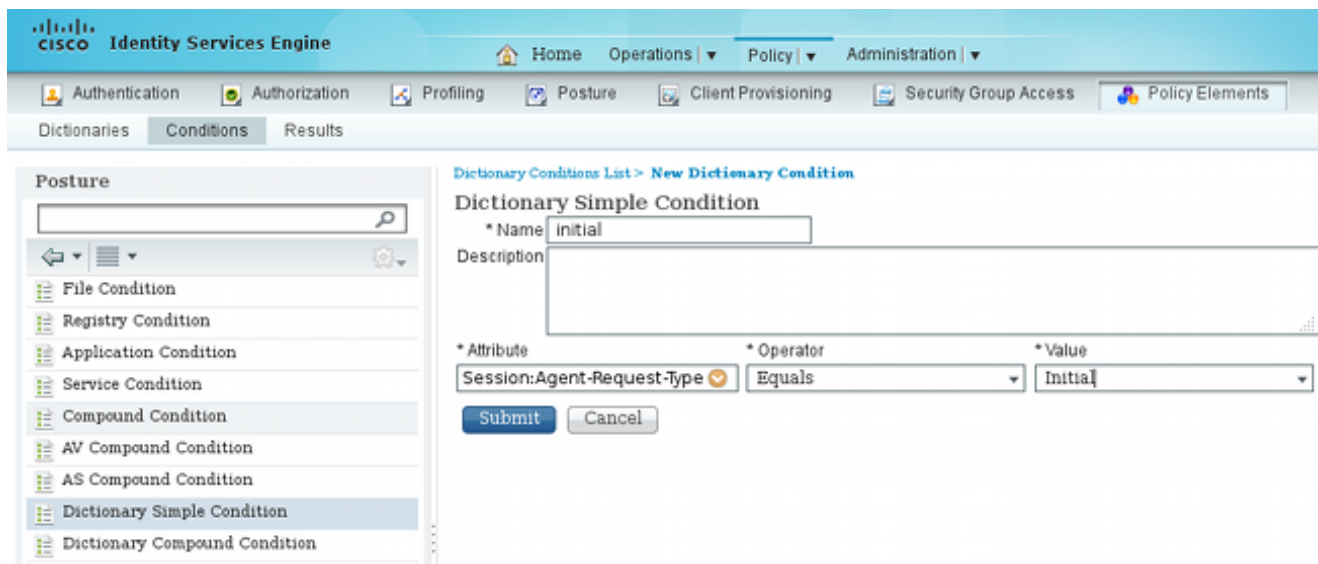 CISCO Identity Services Engine
Home Operations | Policy | Administration |
Authentication Authorization Profiling Posture Client Provisioning Security Group Access Policy Elements
Dictionaries Conditions Results
Posture
File Condition
Registry Condition
Application Condition
Service Condition
Compound Condition
AV Compound Condition
AS Compound Condition
Dictionary Simple Condition
Dictionary Compound Condition
Dictionary Conditions List > New Dictionary Condition
Dictionary Simple Condition
* Name initial
Description
* Attribute * Operator * Value
Session:Agent-Request-Type Equals Initial
Submit Cancel